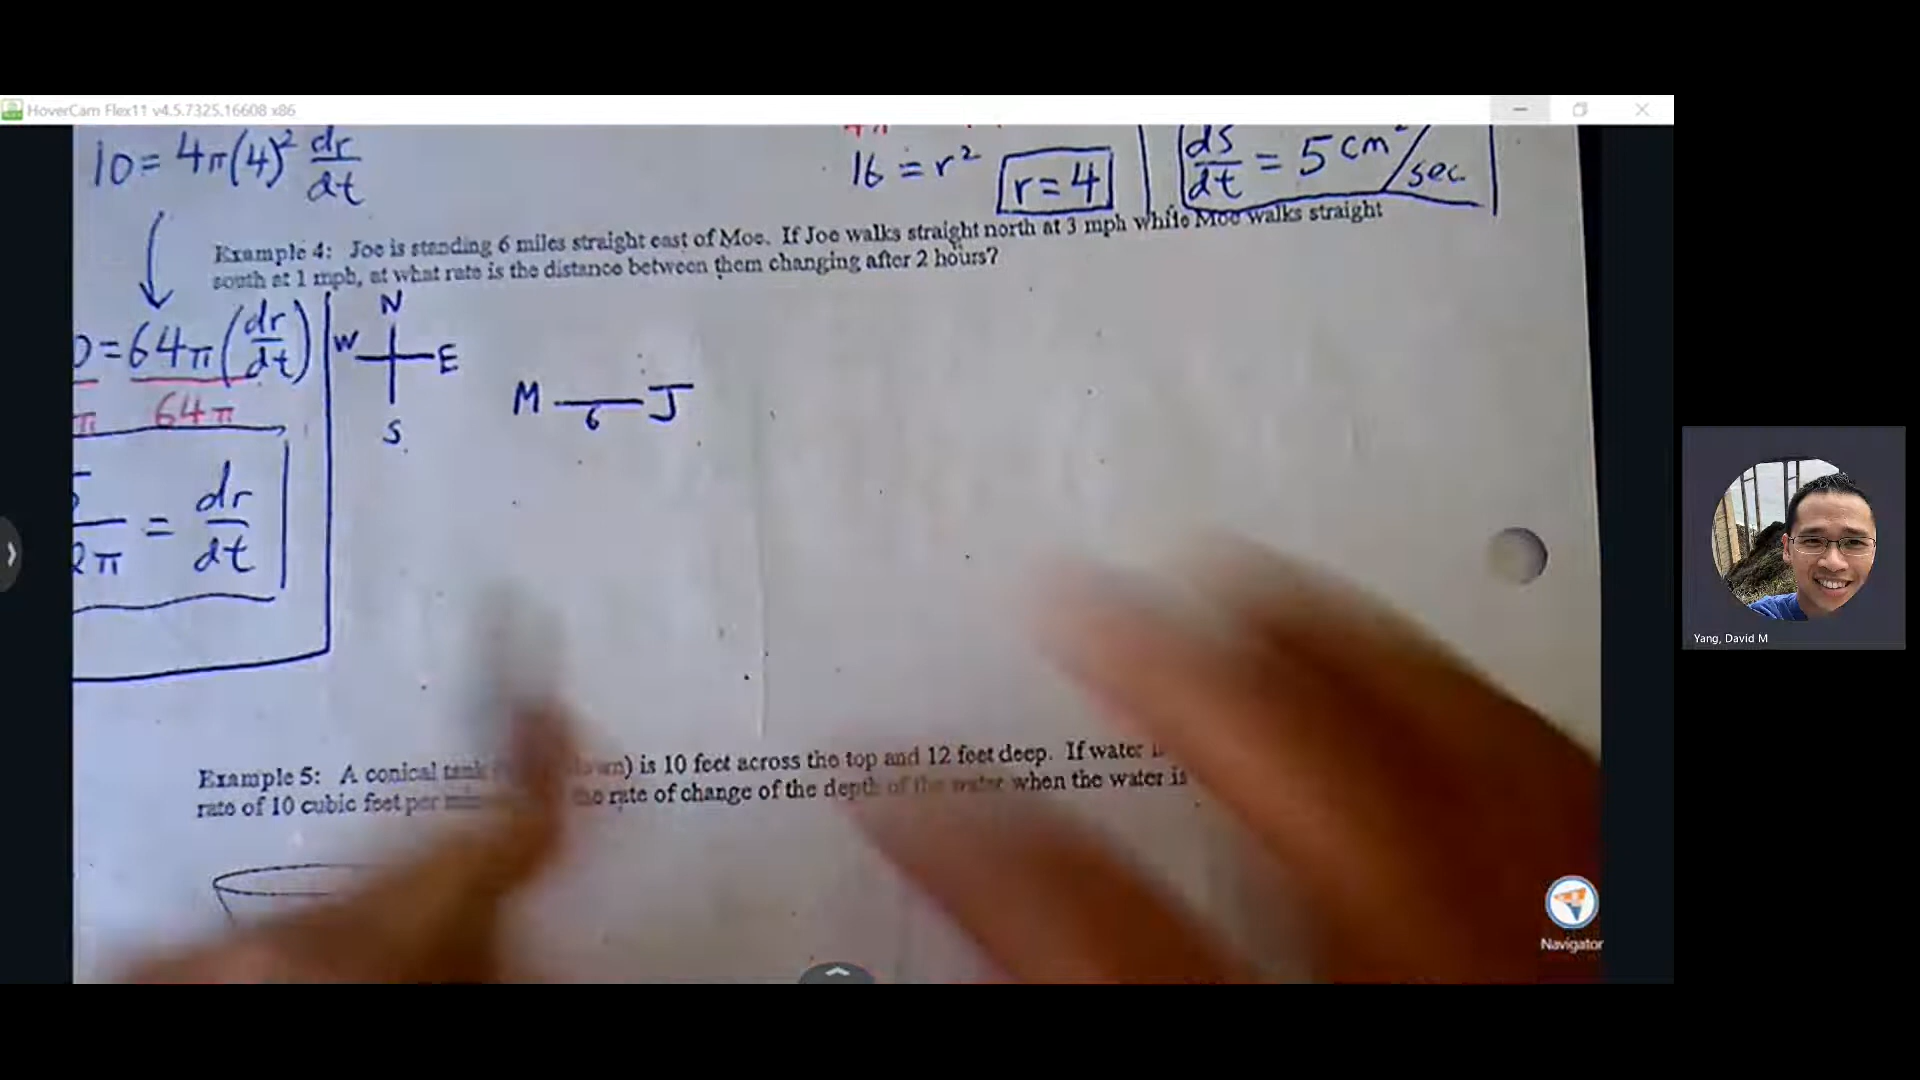 HoverCam Flex11 v4.5.7325.16608 x86
10 = 4π(4)² dr/dt
16 = r²
r = 4
ds/dt = 5 cm²/sec.
Example 4: Joe is standing 6 miles straight east of Moe. If Joe walks straight north at 3 mph while Moe walks straight
south at 1 mph, at what rate is the distance between them changing after 2 hours?
0 = 64π (dr/dt)
π 64π
N
W E
S
M 6 J
2π = dr/dt
Yang, David M
Example 5: A conical tank is 10 feet across the top and 12 feet deep. If water
rate of 10 cubic feet per rate of change of the depth of the water when the water is
Navigator